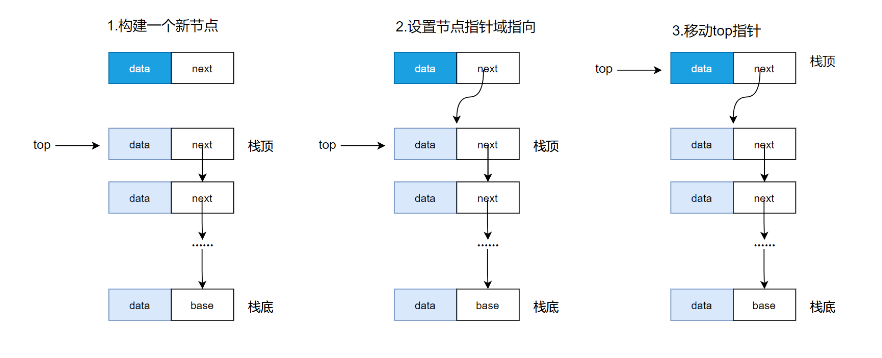 1.构建一个新节点
data next
top
data next 栈顶
data next
......
data base 栈底
2.设置节点指针域指向
data next
top
data next 栈顶
data next
......
data base 栈底
3.移动top指针
top
data next 栈顶
data next
data next
......
data base 栈底